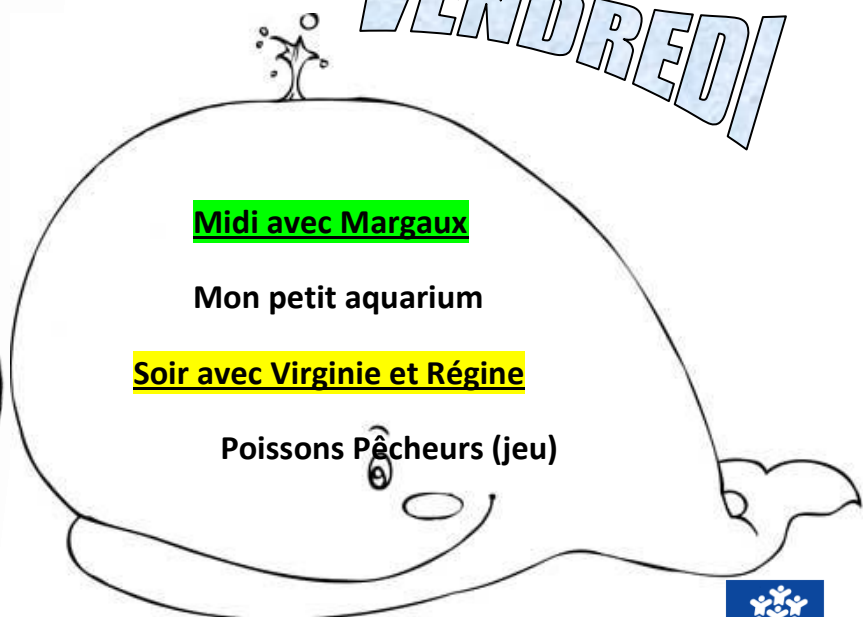 VENDREDI
Midi avec Margaux
Mon petit aquarium
Soir avec Virginie et Régine
Poissons Pêcheurs (jeu)